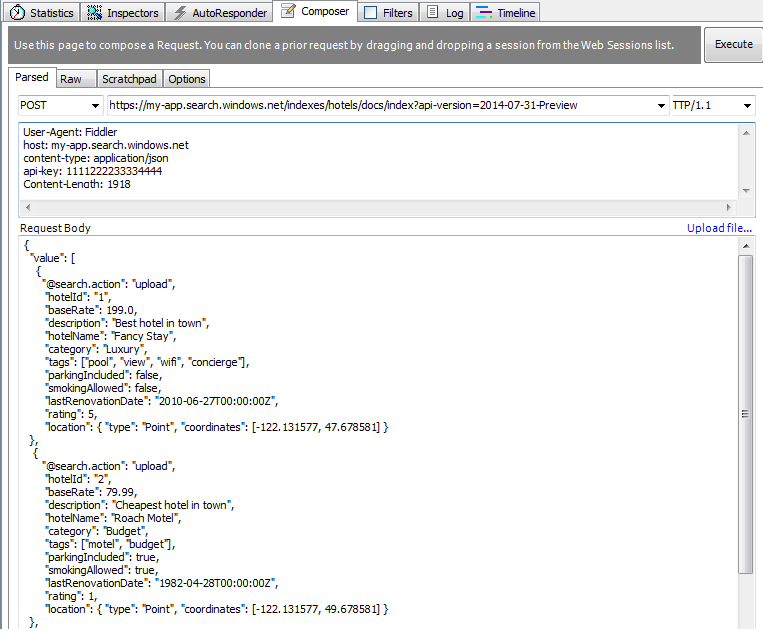 Statistics Inspectors AutoResponder Composer Filters Log Timeline
Use this page to compose a Request. You can clone a prior request by dragging and dropping a session from the Web Sessions list. Execute
Parsed Raw Scratchpad Options
POST https://my-app.search.windows.net/indexes/hotels/docs/index?api-version=2014-07-31-Preview TTP/1.1
User-Agent: Fiddler
host: my-app.search.windows.net
content-type: application/json
api-key: 1111222233334444
Content-Length: 1918
Request Body Upload file...
{
"value": [
{
"@search.action": "upload",
"hotelId": "1",
"baseRate": 199.0,
"description": "Best hotel in town",
"hotelName": "Fancy Stay",
"category": "Luxury",
"tags": ["pool", "view", "wifi", "concierge"],
"parkingIncluded": false,
"smokingAllowed": false,
"lastRenovationDate": "2010-06-27T00:00:00Z",
"rating": 5,
"location": { "type": "Point", "coordinates": [-122.131577, 47.678581] }
},
{
"@search.action": "upload",
"hotelId": "2",
"baseRate": 79.99,
"description": "Cheapest hotel in town",
"hotelName": "Roach Motel",
"category": "Budget",
"tags": ["motel", "budget"],
"parkingIncluded": true,
"smokingAllowed": true,
"lastRenovationDate": "1982-04-28T00:00:00Z",
"rating": 1,
"location": { "type": "Point", "coordinates": [-122.131577, 49.678581] }
},